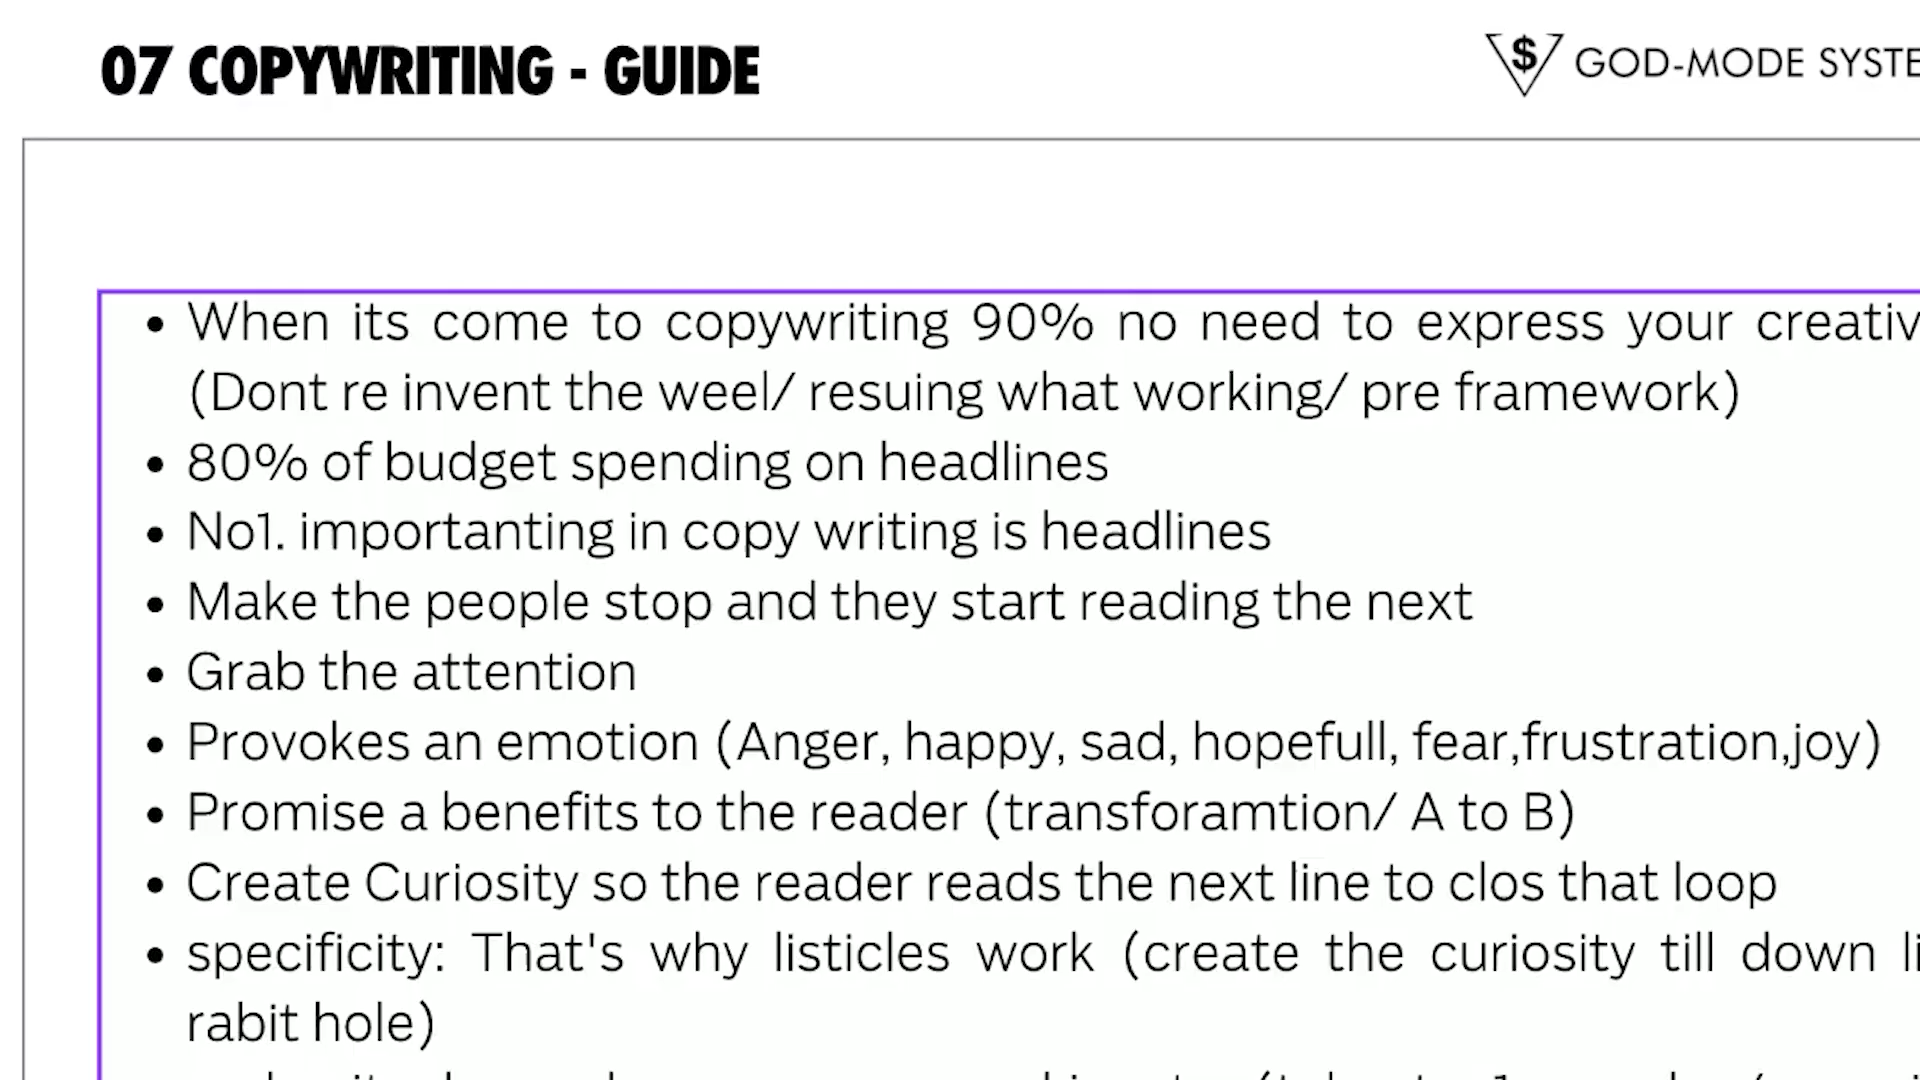 07 COPYWRITING - GUIDE
$ GOD-MODE
When its come to copywriting 90% no need to express your
(Dont re invent the weel/ resuing what working/ pre framework)
80% of budget spending on headlines
No1. importanting in copy writing is headlines
Make the people stop and they start reading the next
Grab the attention
Provokes an emotion (Anger, happy, sad, hopefull, fear,frustration,joy)
Promise a benefits to the reader (transforamtion/ A to B)
Create Curiosity so the reader reads the next line to clos that loop
specificity: That's why listicles work (create the curiosity till down
rabit hole)